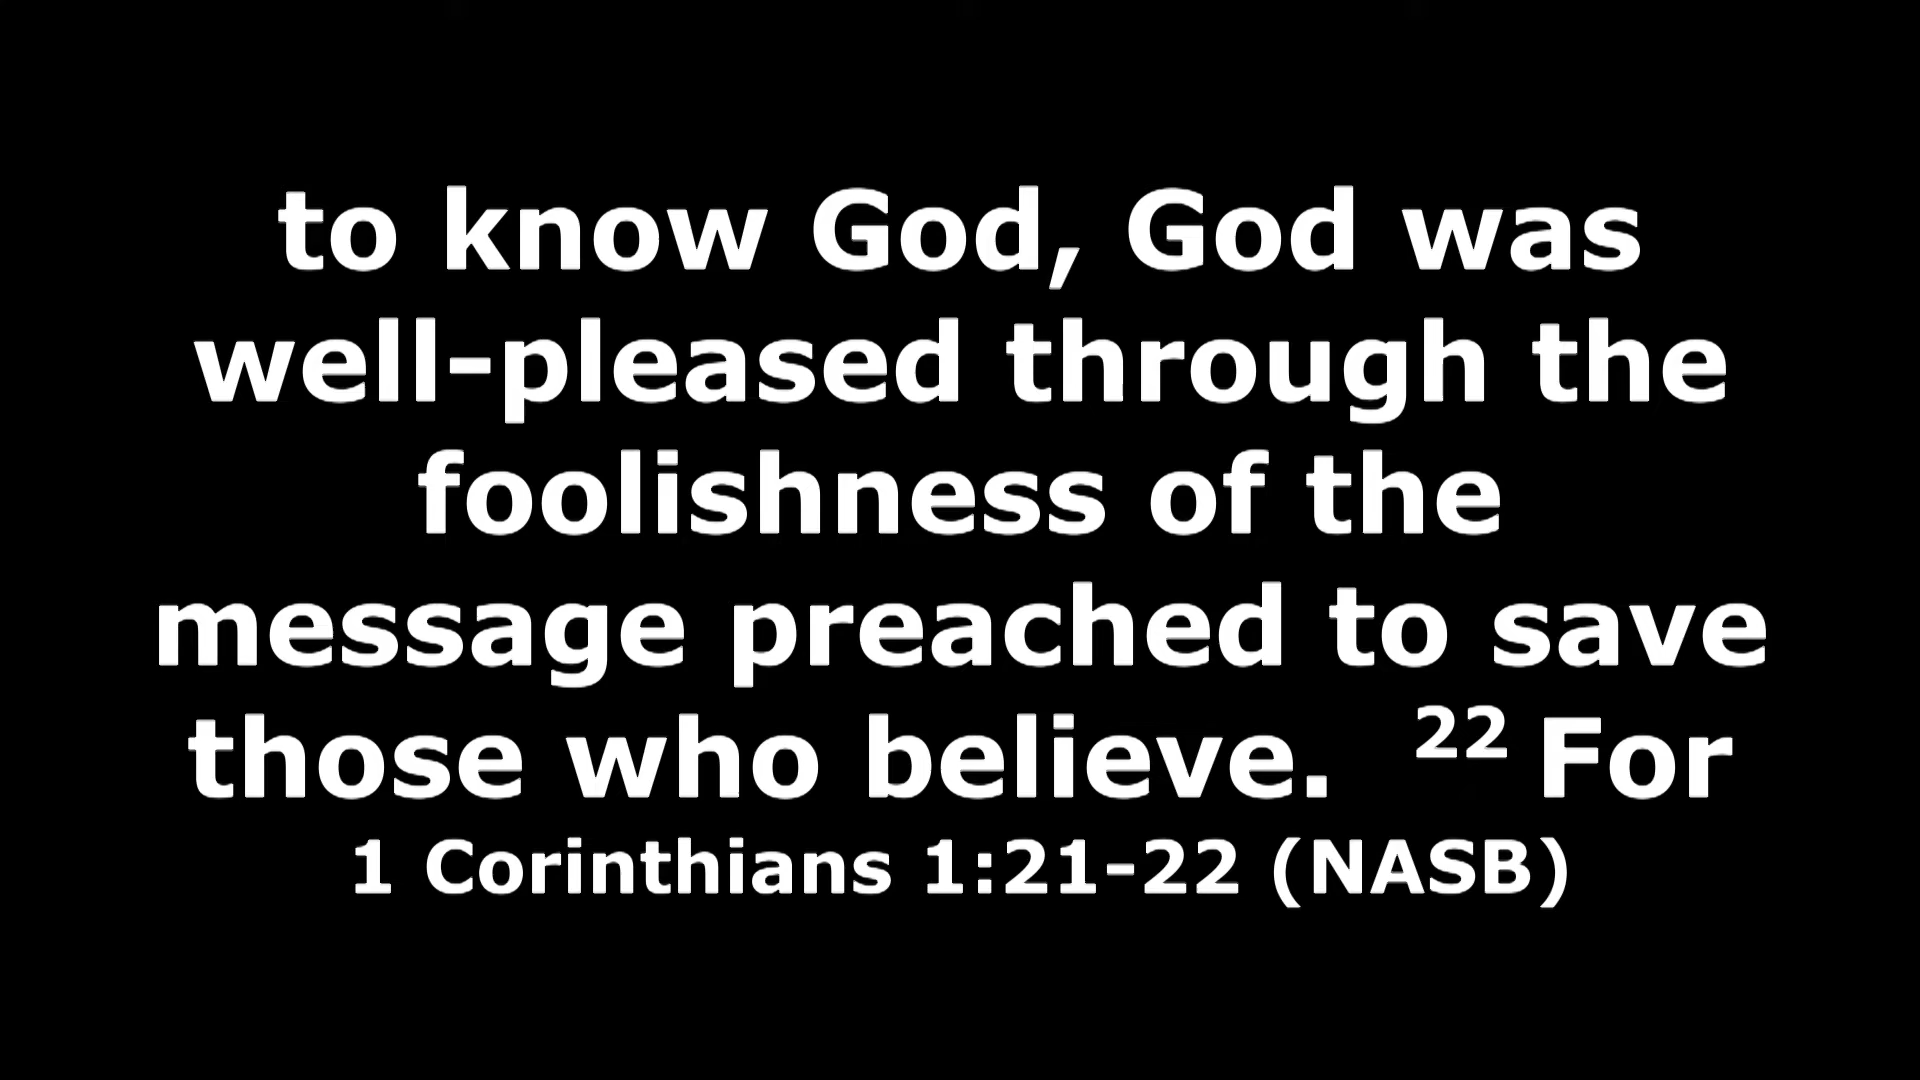 to know God, God was
well-pleased through the
foolishness of the
message preached to save
those who believe.  ²² For
1 Corinthians 1:21-22 (NASB)